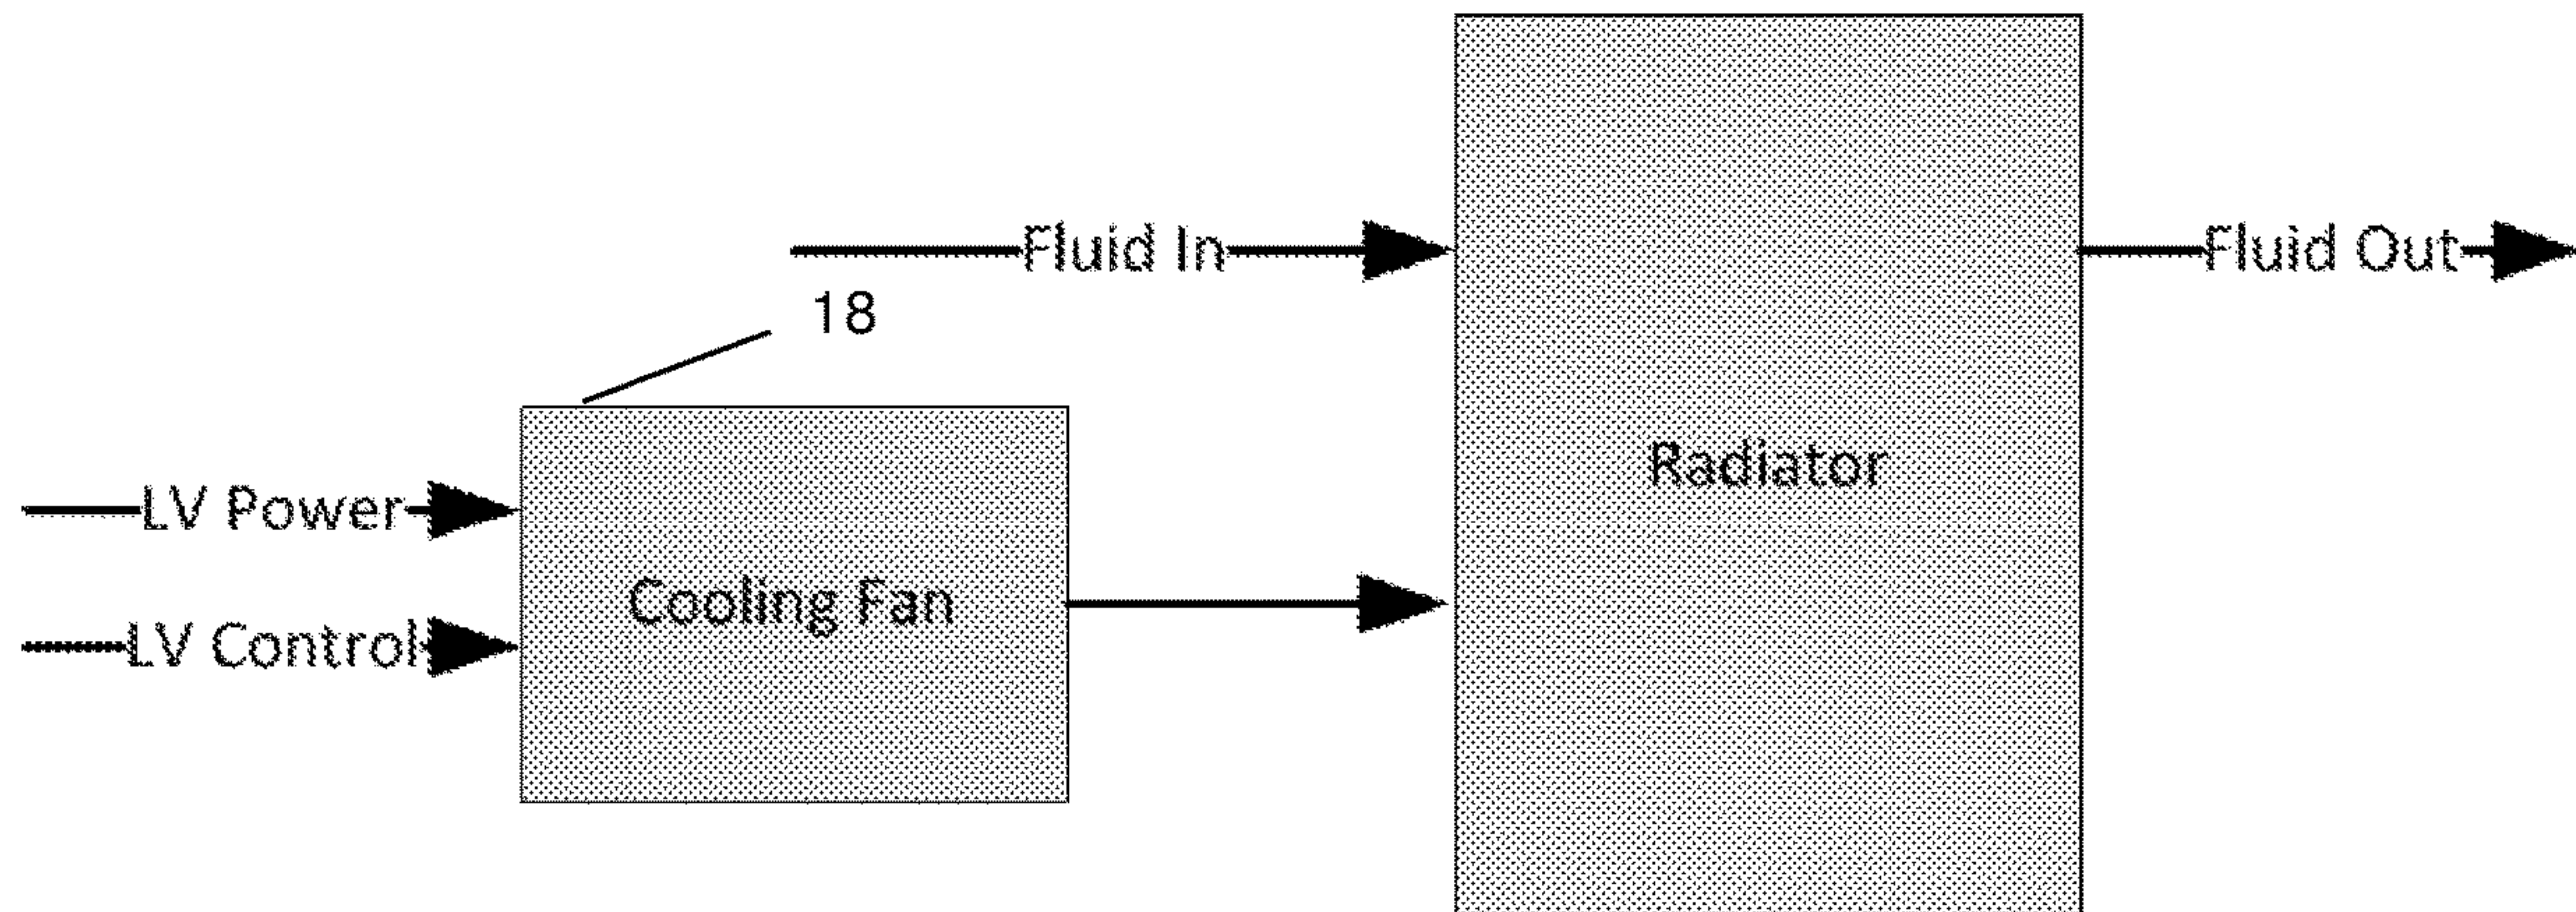 Fluid In
Fluid Out
18
Radiator
LV Power
Cooling Fan
LV Control